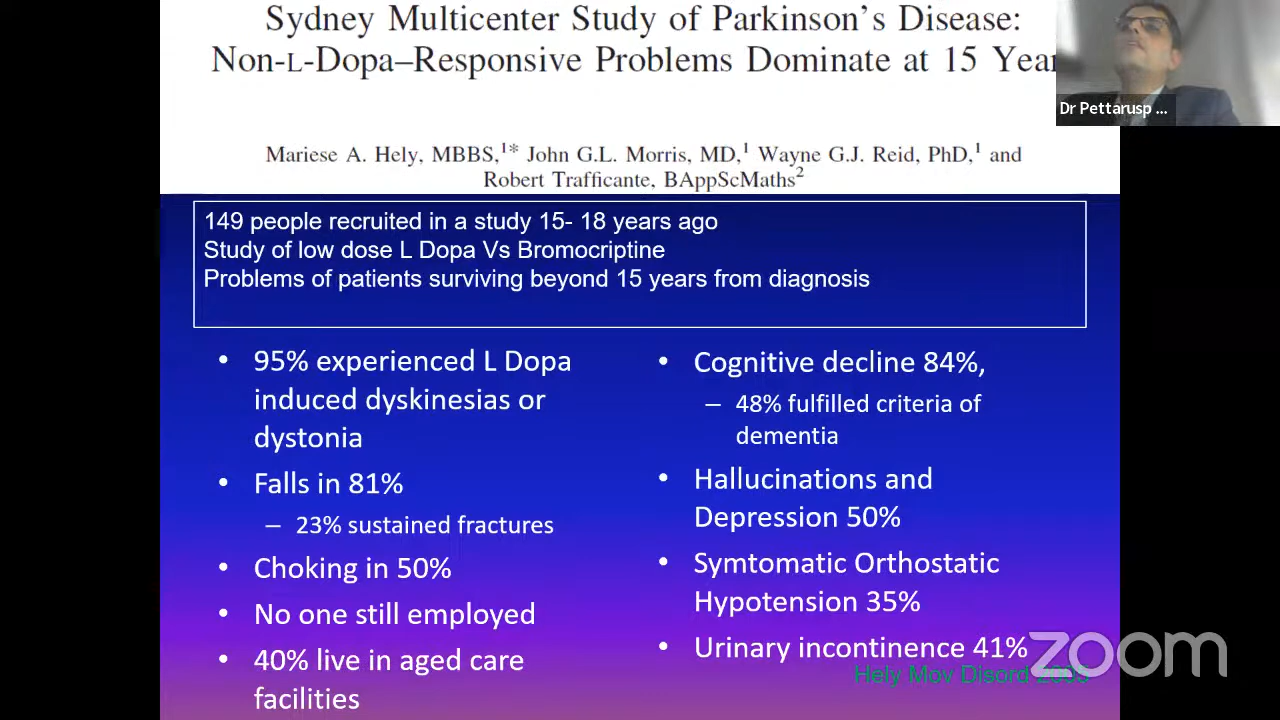 Sydney Multicenter Study of Parkinson's Disease:
Non-L-Dopa–Responsive Problems Dominate at 15
Dr Pettarusp ...
Mariese A. Hely, MBBS,1* John G.L. Morris, MD,1 Wayne G.J. Reid, PhD,1 and
Robert Trafficante, BAppScMaths2
149 people recruited in a study 15- 18 years ago
Study of low dose L Dopa Vs Bromocriptine
Problems of patients surviving beyond 15 years from diagnosis
• 95% experienced L Dopa
induced dyskinesias or
dystonia
• Falls in 81%
– 23% sustained fractures
• Choking in 50%
• No one still employed
• 40% live in aged care
facilities
• Cognitive decline 84%,
– 48% fulfilled criteria of
dementia
• Hallucinations and
Depression 50%
• Symtomatic Orthostatic
Hypotension 35%
• Urinary incontinence 41%
Hely Mov Disord
zoom